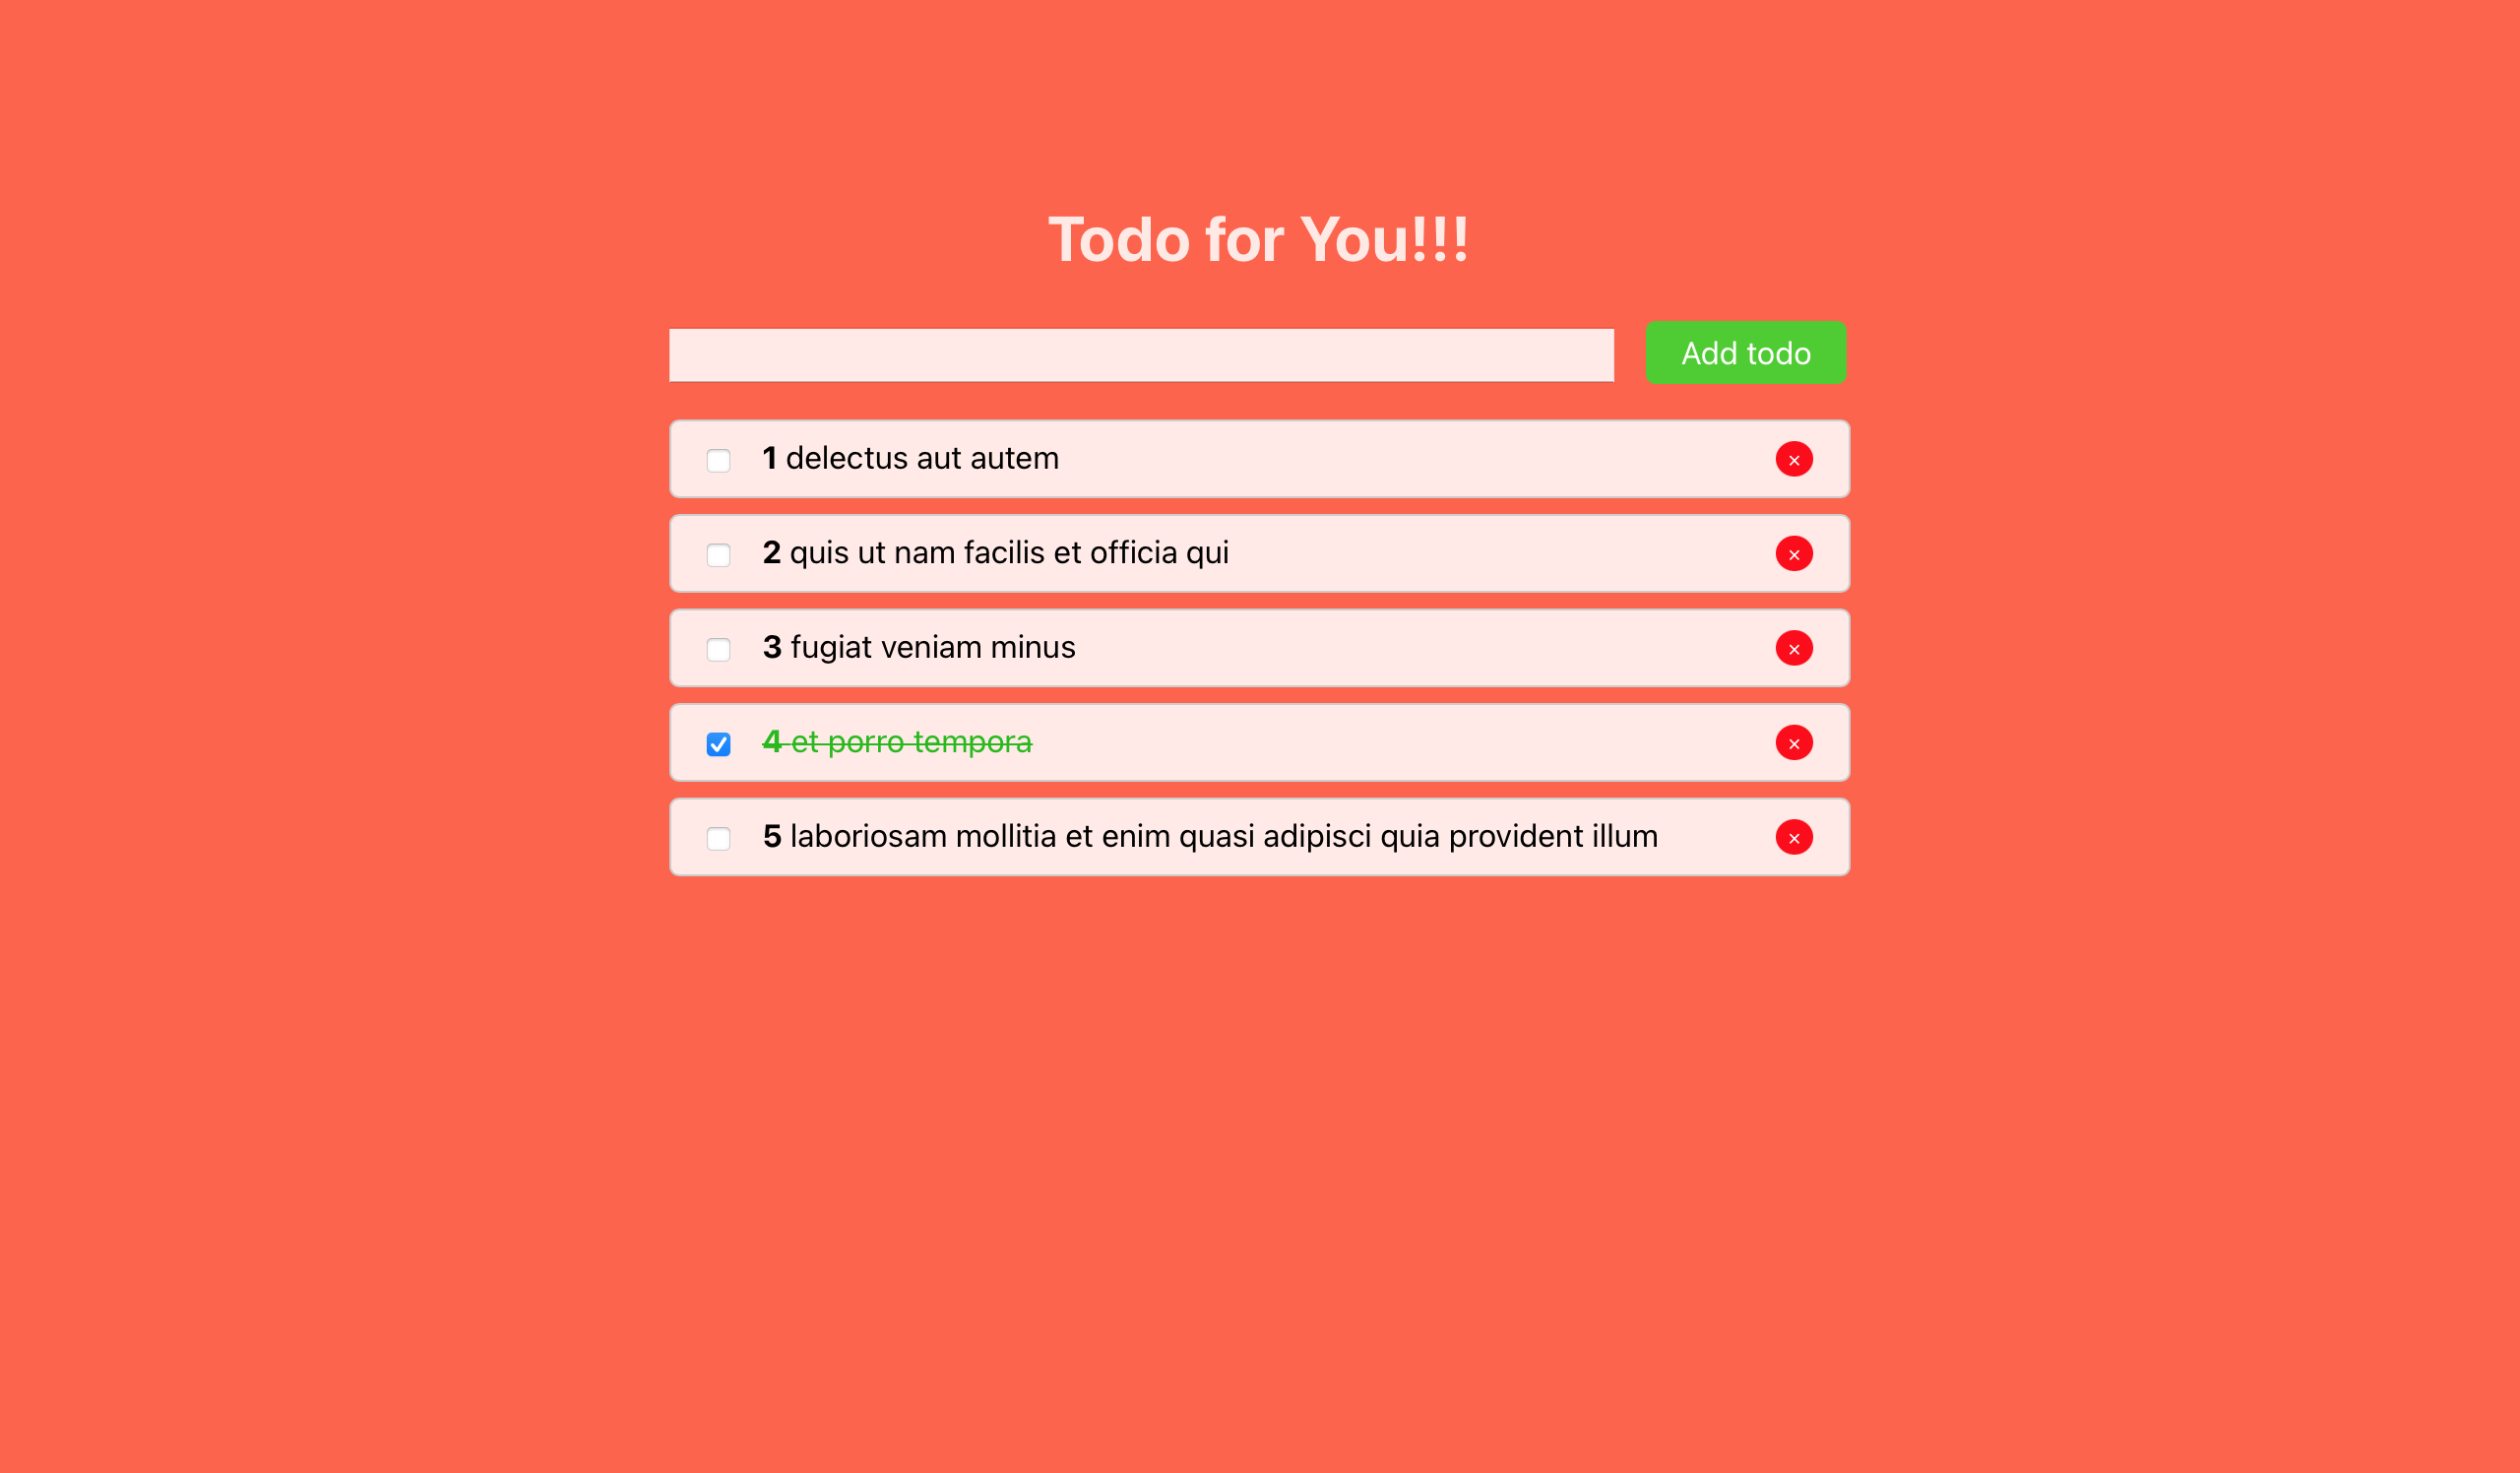 Todo for You!!!
Add todo
1 delectus aut autem
×
2 quis ut nam facilis et officia qui
×
3 fugiat veniam minus
×
4 et porro tempora
×
5 laboriosam mollitia et enim quasi adipisci quia provident illum
×